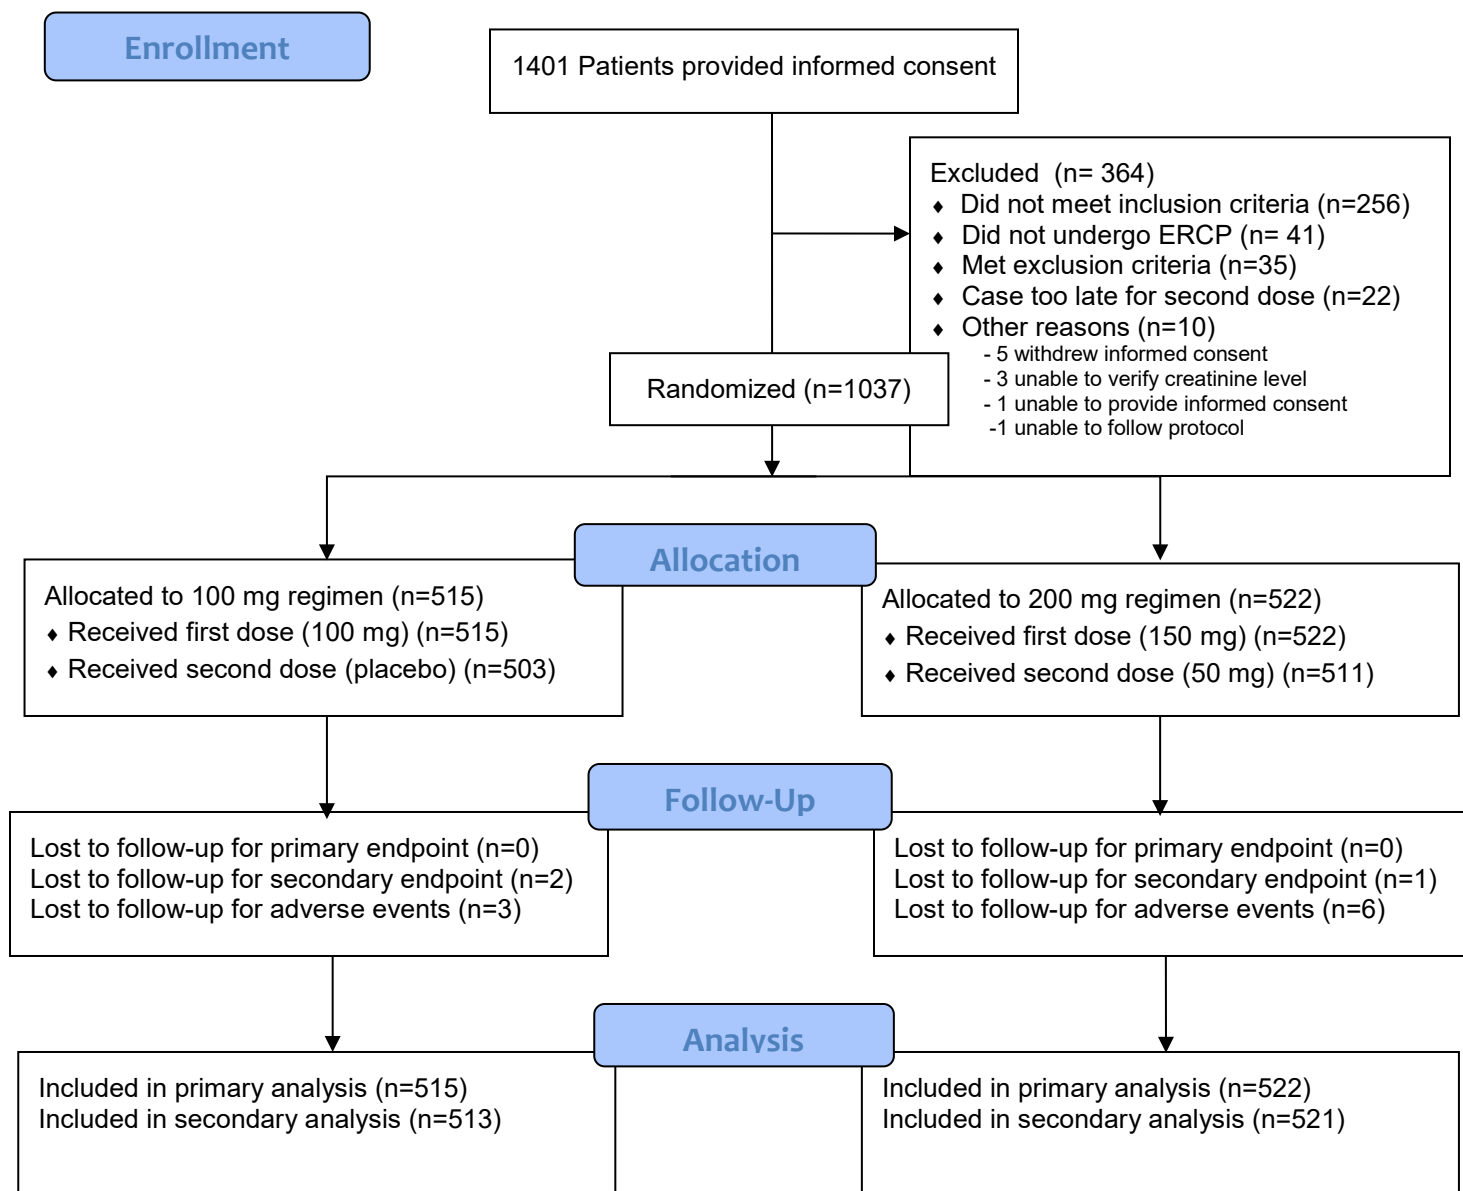 Enrollment
1401 Patients provided informed consent
Excluded (n= 364)
♦ Did not meet inclusion criteria (n=256)
♦ Did not undergo ERCP (n= 41)
♦ Met exclusion criteria (n=35)
♦ Case too late for second dose (n=22)
♦ Other reasons (n=10)
- 5 withdrew informed consent
- 3 unable to verify creatinine level
- 1 unable to provide informed consent
-1 unable to follow protocol
Randomized (n=1037)
Allocation
Allocated to 100 mg regimen (n=515)
♦ Received first dose (100 mg) (n=515)
♦ Received second dose (placebo) (n=503)
Allocated to 200 mg regimen (n=522)
♦ Received first dose (150 mg) (n=522)
♦ Received second dose (50 mg) (n=511)
Follow-Up
Lost to follow-up for primary endpoint (n=0)
Lost to follow-up for secondary endpoint (n=2)
Lost to follow-up for adverse events (n=3)
Lost to follow-up for primary endpoint (n=0)
Lost to follow-up for secondary endpoint (n=1)
Lost to follow-up for adverse events (n=6)
Analysis
Included in primary analysis (n=515)
Included in secondary analysis (n=513)
Included in primary analysis (n=522)
Included in secondary analysis (n=521)